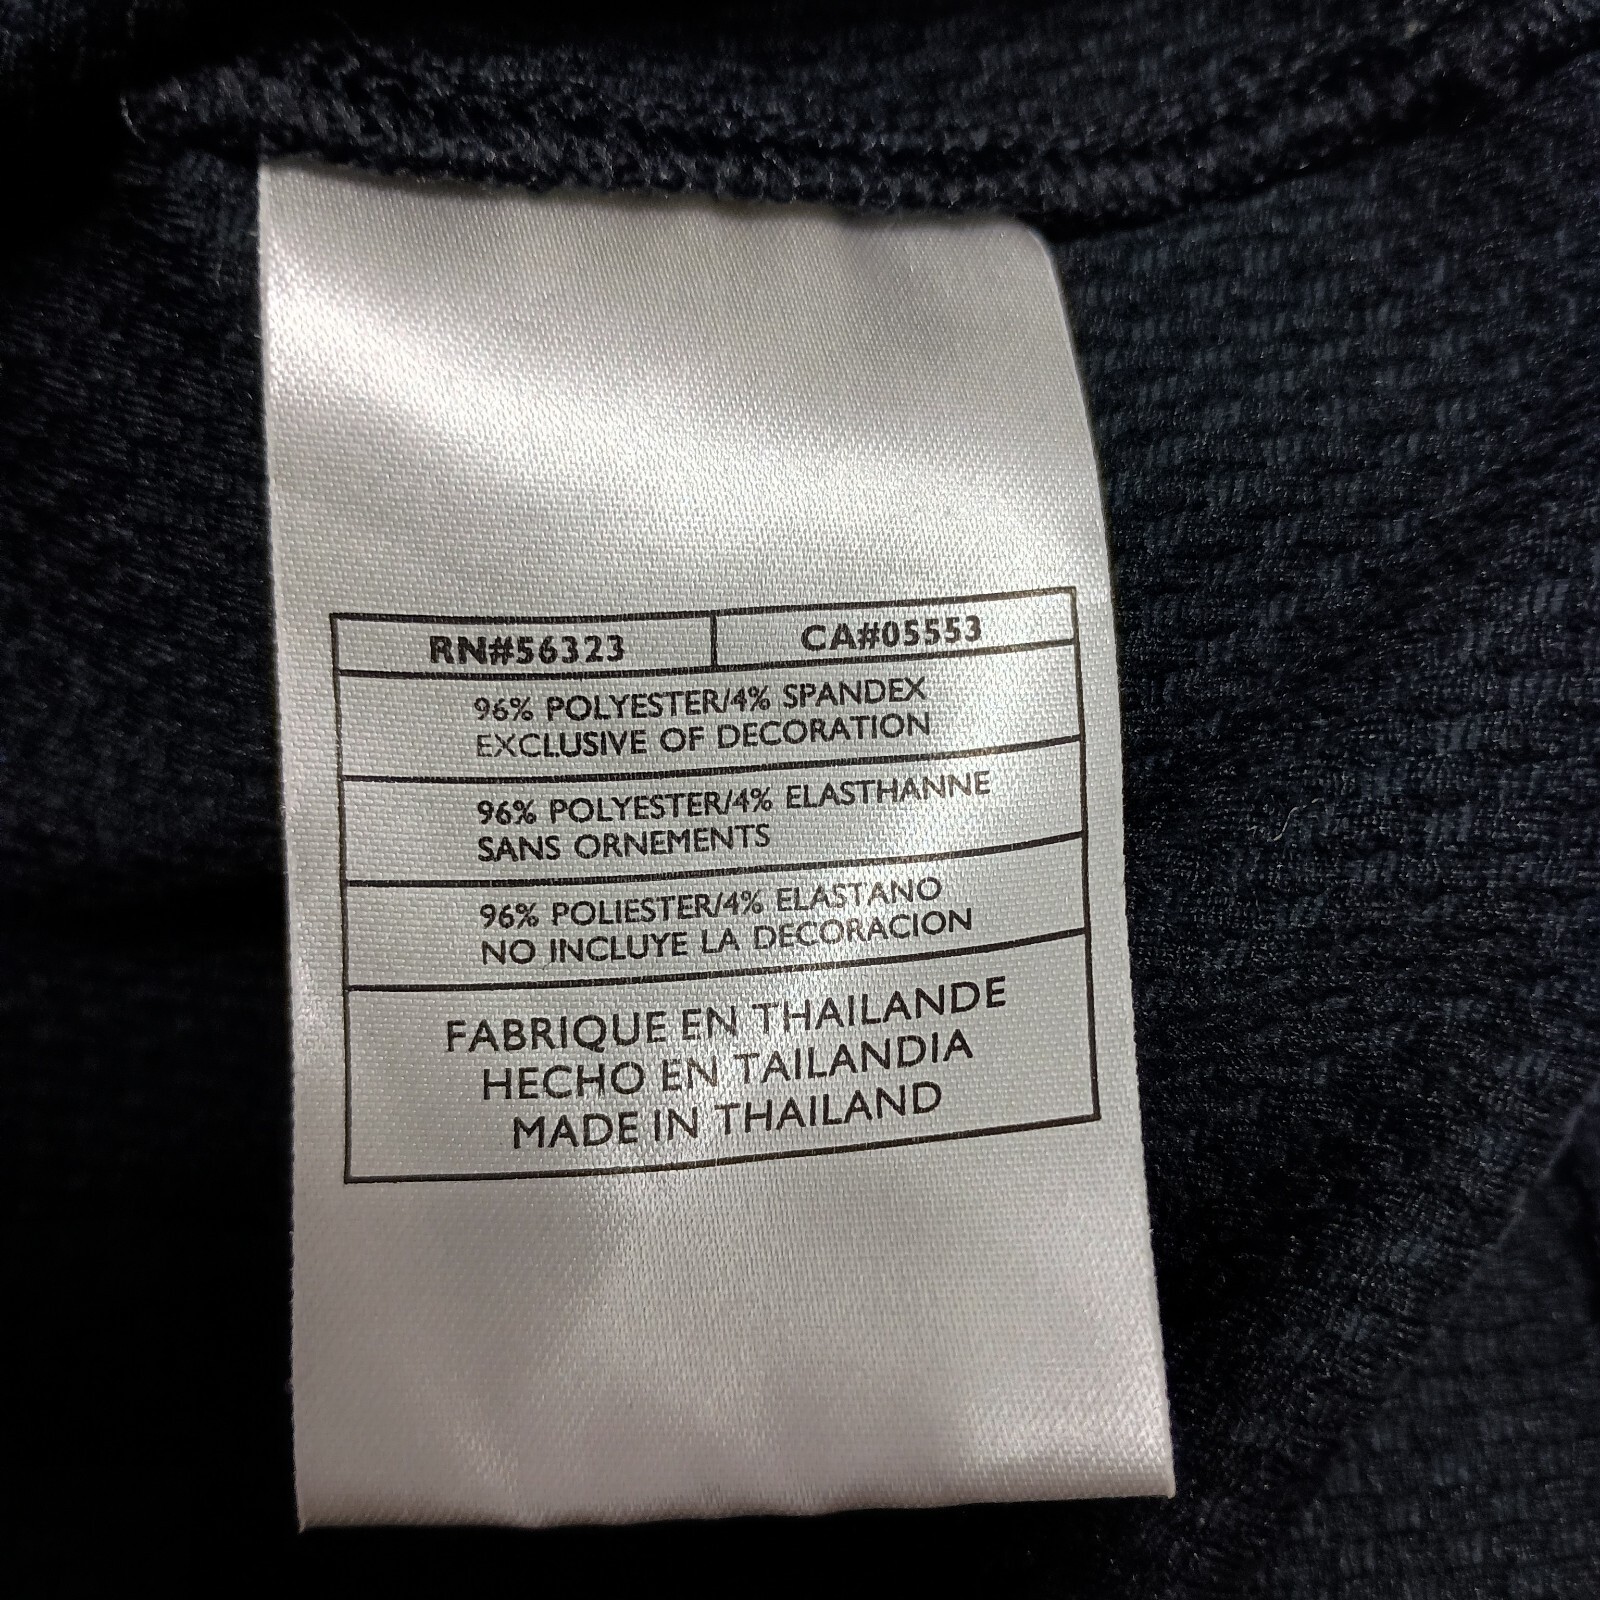 RN#56323 CA#05553
96% POLYESTER/4% SPANDEX
EXCLUSIVE OF DECORATION
96% POLYESTER/4% ELASTHANNE
SANS ORNEMENTS
96% POLIESTER/4% ELASTANO
NO INCLUYE LA DECORACION
FABRIQUE EN THAILANDE
HECHO EN TAILANDIA
MADE IN THAILAND